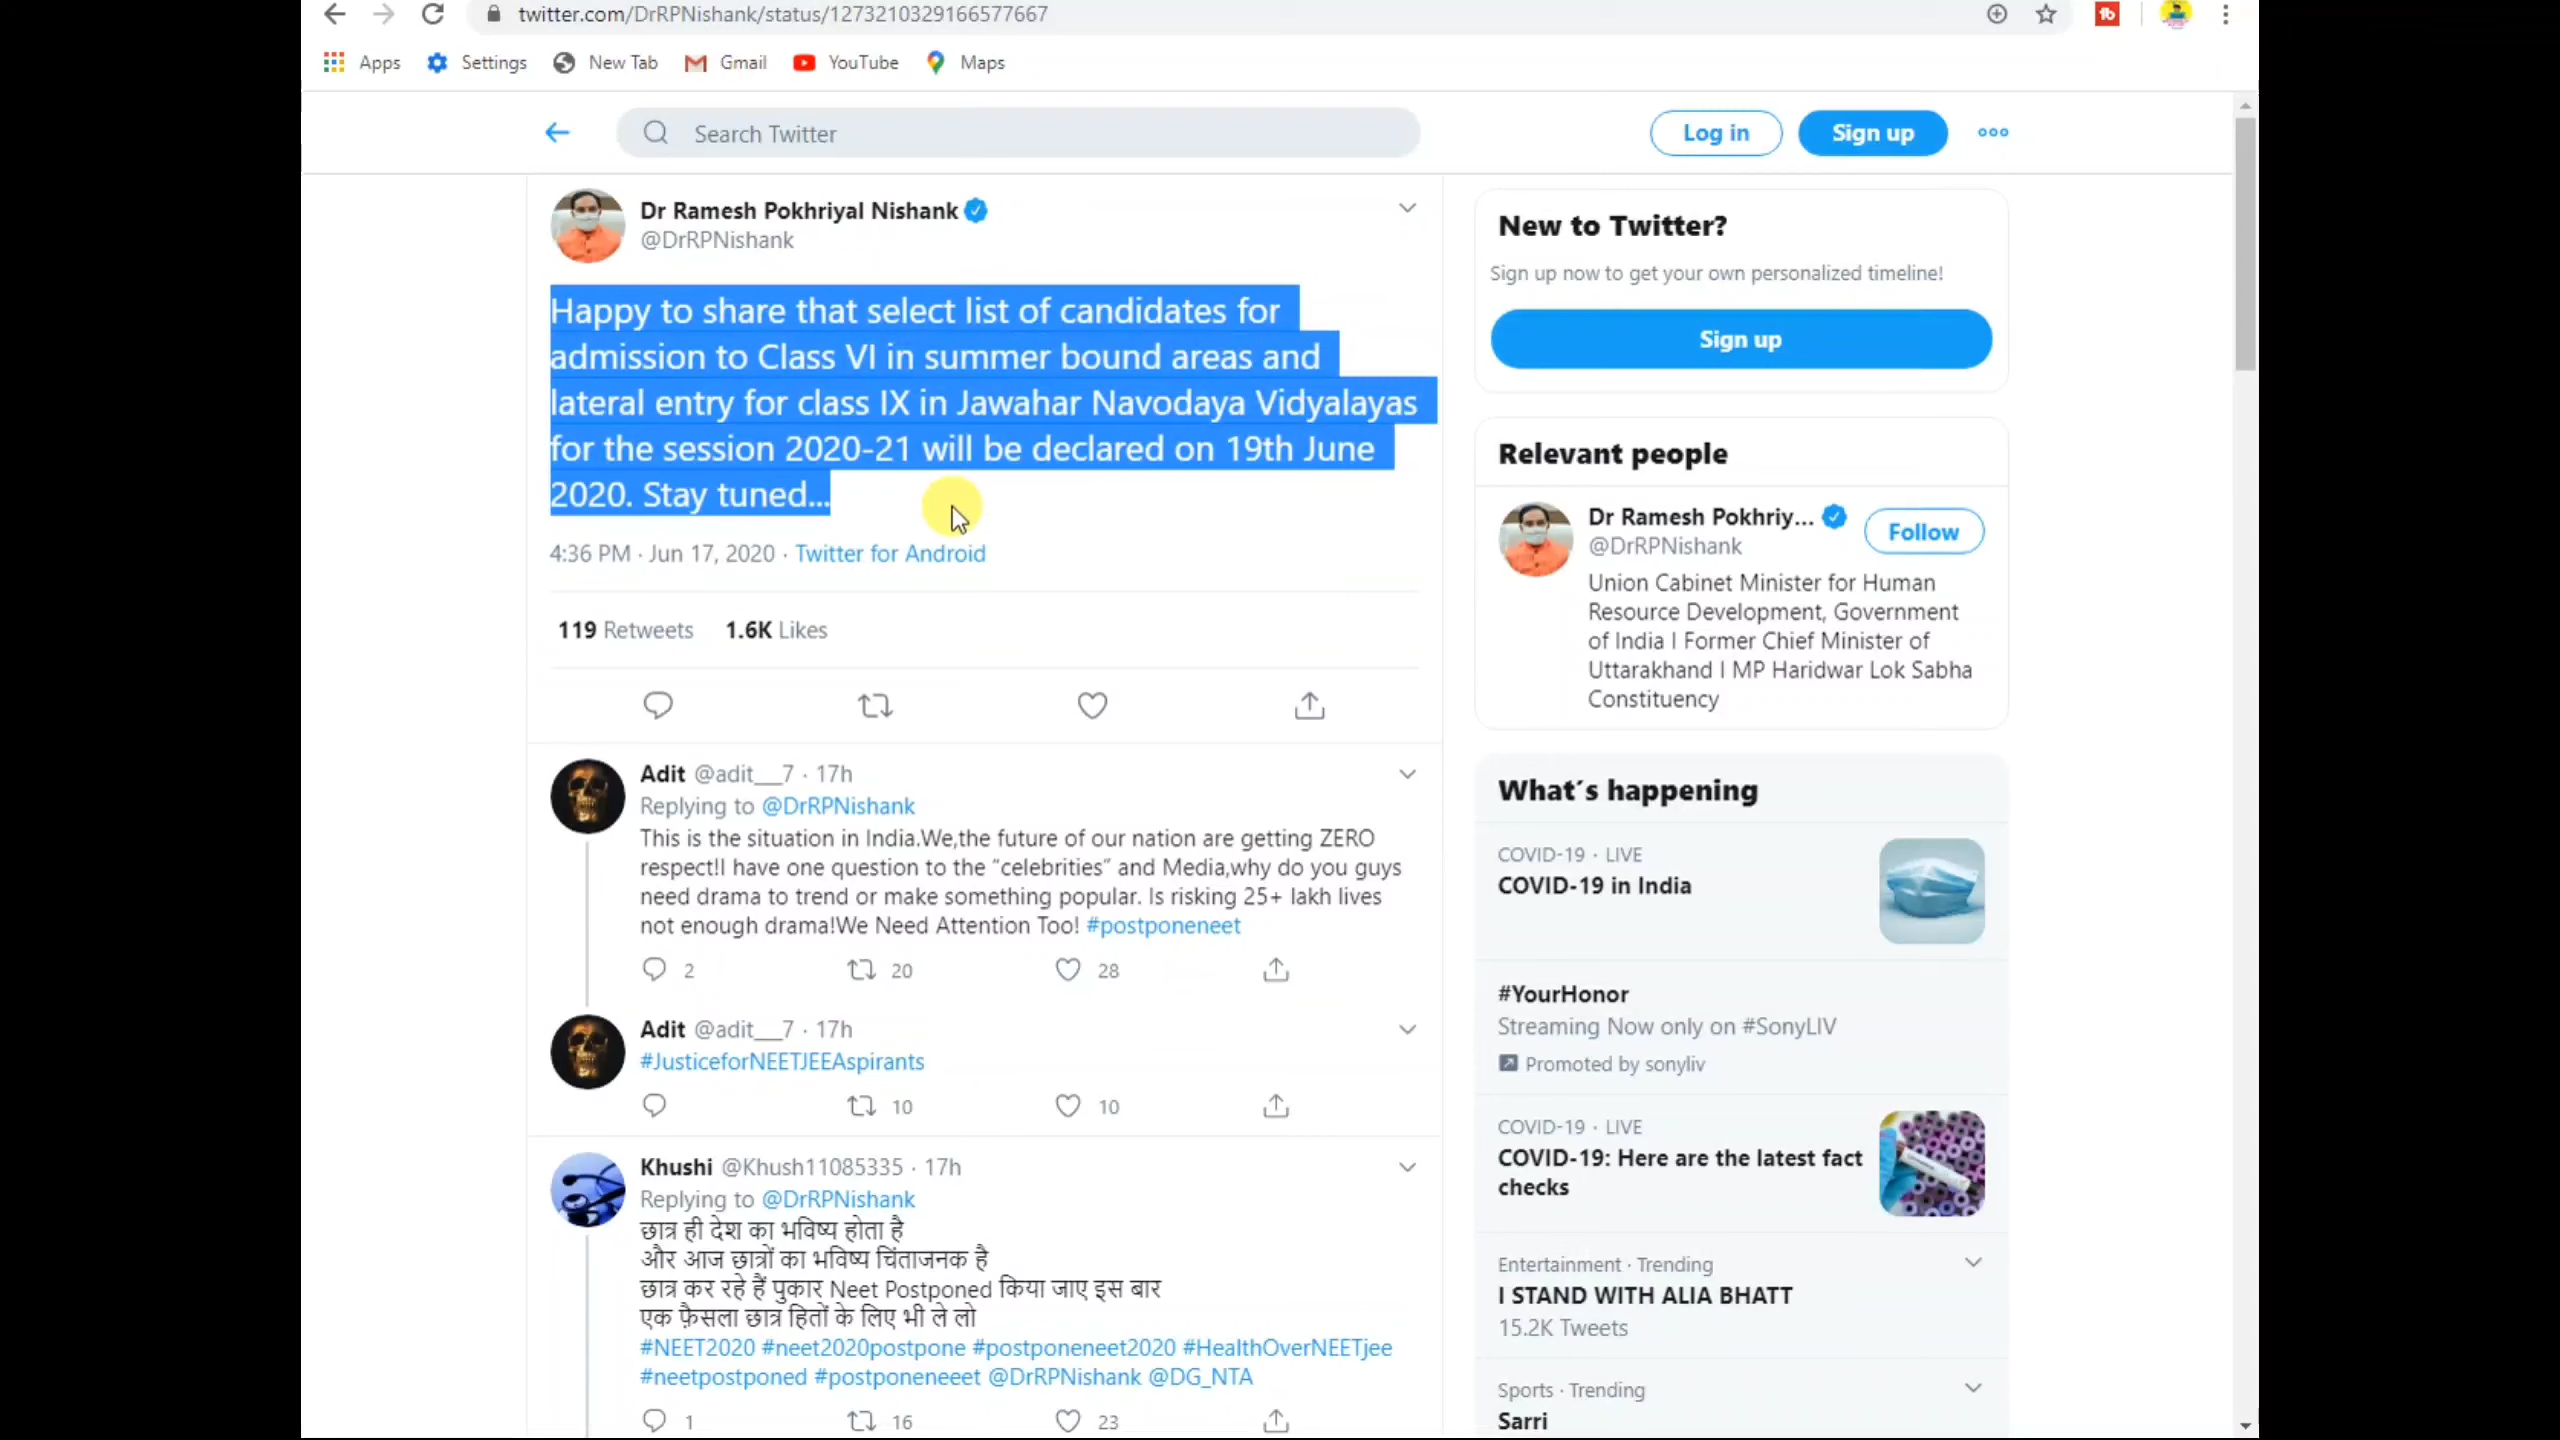 twitter.com/DrRPNishank/status/1273210329166577667
Apps Settings New Tab Gmail YouTube Maps
Search Twitter
Log in
Sign up
Dr Ramesh Pokhriyal Nishank
@DrRPNishank
Happy to share that select list of candidates for
admission to Class VI in summer bound areas and
lateral entry for class IX in Jawahar Navodaya Vidyalayas
for the session 2020-21 will be declared on 19th June
2020. Stay tuned...
4:36 PM · Jun 17, 2020 · Twitter for Android
119 Retweets 1.6K Likes
Adit @adit___7 · 17h
Replying to @DrRPNishank
This is the situation in India.We,the future of our nation are getting ZERO
respect!I have one question to the "celebrities" and Media,why do you guys
need drama to trend or make something popular. Is risking 25+ lakh lives
not enough drama!We Need Attention Too! #postponeneet
2 20 28
Adit @adit___7 · 17h
#JusticeforNEETJEEAspirants
10 10
Khushi @Khush11085335 · 17h
Replying to @DrRPNishank
छात्र ही देश का भविष्य होता है
और आज छात्रों का भविष्य चिंताजनक है
छात्र कर रहे हैं पुकार Neet Postponed किया जाए इस बार
एक फ़ैसला छात्र हितों के लिए भी ले लो
#NEET2020 #neet2020postpone #postponeneet2020 #HealthOverNEETjee
#neetpostponed #postponeneeet @DrRPNishank @DG_NTA
1 16 23
New to Twitter?
Sign up now to get your own personalized timeline!
Sign up
Relevant people
Dr Ramesh Pokhriy...
@DrRPNishank
Follow
Union Cabinet Minister for Human
Resource Development, Government
of India I Former Chief Minister of
Uttarakhand I MP Haridwar Lok Sabha
Constituency
What's happening
COVID-19 · LIVE
COVID-19 in India
#YourHonor
Streaming Now only on #SonyLIV
Promoted by sonyliv
COVID-19 · LIVE
COVID-19: Here are the latest fact
checks
Entertainment · Trending
I STAND WITH ALIA BHATT
15.2K Tweets
Sports · Trending
Sarri